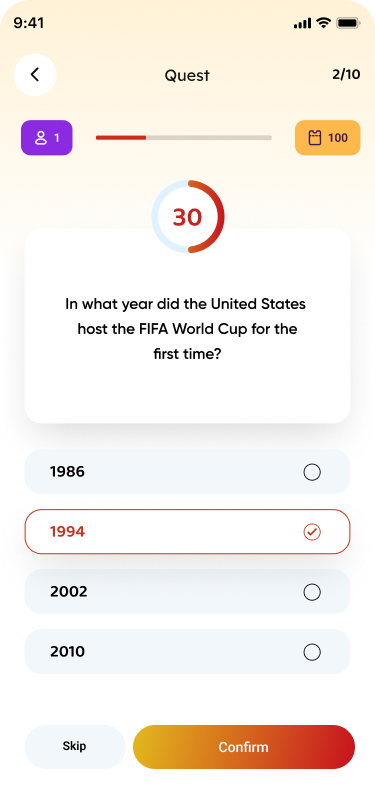 9:41
Quest
2/10
1
100
30
In what year did the United States
host the FIFA World Cup for the
first time?
1986
1994
2002
2010
Skip
Confirm